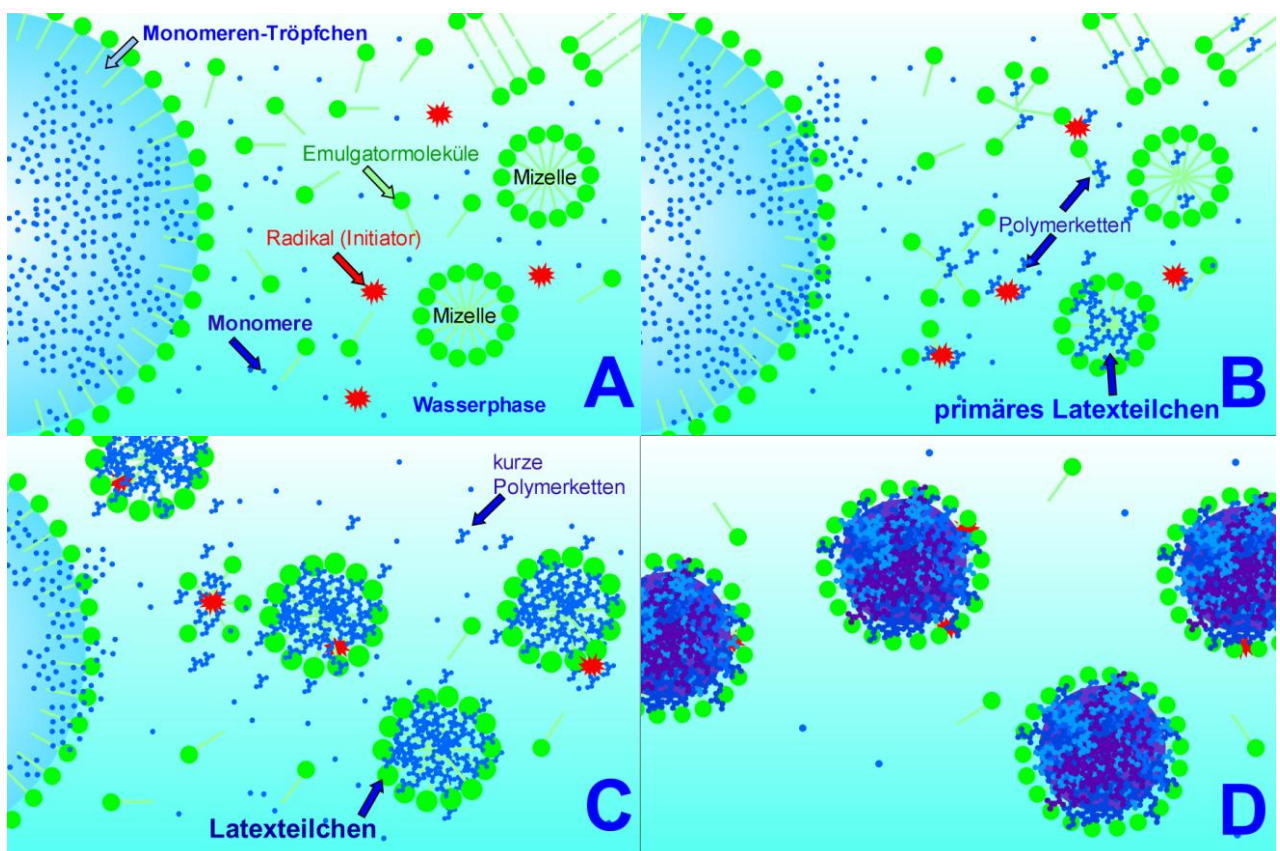 Monomeren-Tröpfchen
Emulgatormoleküle
Mizelle
Radikal (Initiator)
Mizelle
Monomere
Wasserphase
A
Polymerketten
primäres Latexteilchen
B
kurze
Polymerketten
Latexteilchen
C
D